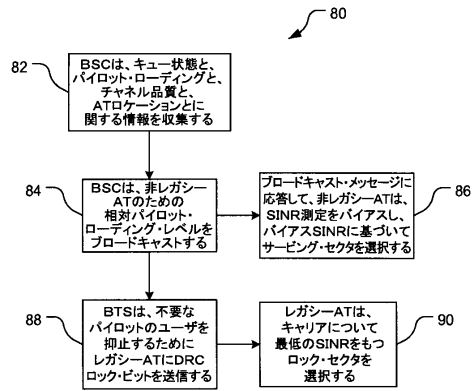 80
82
BSCは、キュー状態と、
パイロット・ローディングと、
チャネル品質と、
ATロケーションとに
関する情報を収集する
84
BSCは、非レガシー
ATのための
相対パイロット・
ローディング・レベルを
ブロードキャストする
ブロードキャスト・メッセージに
応答して、非レガシーATは、
SINR測定をバイアスし、
バイアスSINRに基づいてサ
ービング・セクタを選択する
86
88
BTSは、不要な
パイロットのユーザを
抑止するために
レガシーATにDRC
ロック・ビットを送信する
レガシーATは、
キャリアについて
最低のSINRをもつ
ロック・セクタを
選択する
90